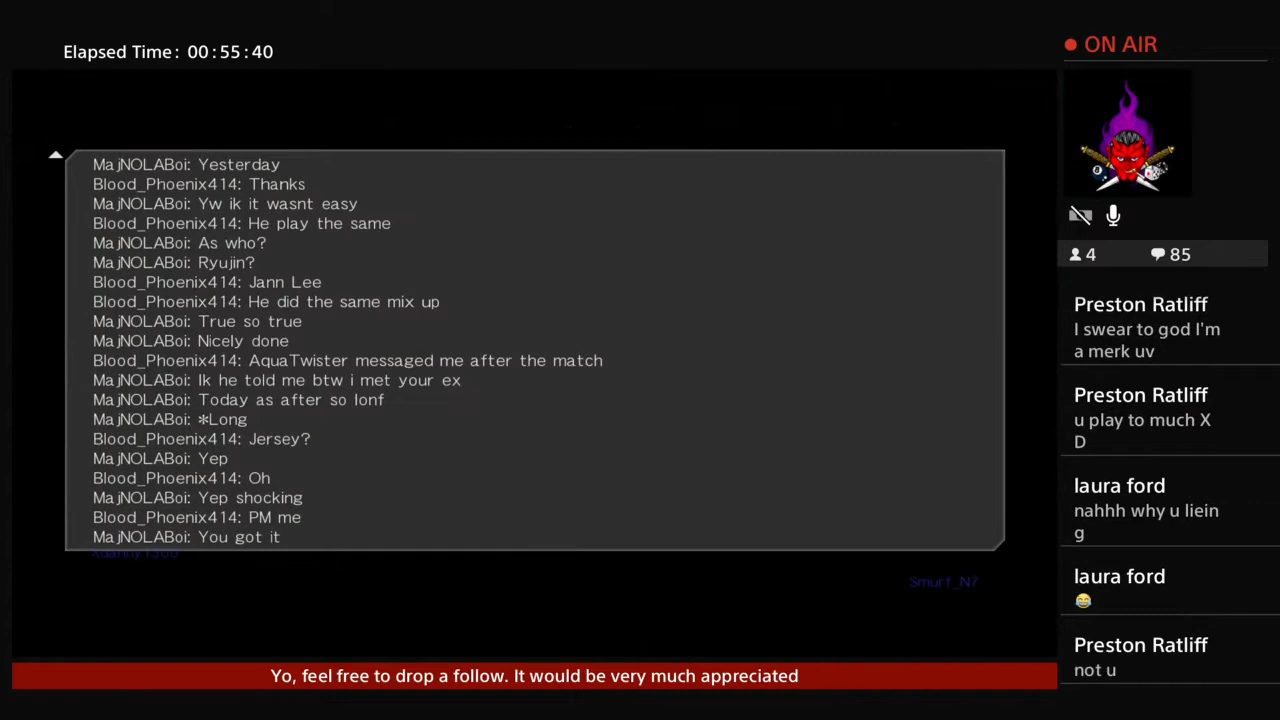 Elapsed Time: 00:55:40
ON AIR
MajNOLABoi: Yesterday
Blood_Phoenix414: Thanks
MajNOLABoi: Yw ik it wasnt easy
Blood_Phoenix414: He play the same
MajNOLABoi: As who?
MajNOLABoi: Ryujin?
Blood_Phoenix414: Jann Lee
Blood_Phoenix414: He did the same mix up
MajNOLABoi: True so true
MajNOLABoi: Nicely done
Blood_Phoenix414: AquaTwister messaged me after the match
MajNOLABoi: Ik he told me btw i met your ex
MajNOLABoi: Today as after so lonf
MajNOLABoi: *Long
Blood_Phoenix414: Jersey?
MajNOLABoi: Yep
Blood_Phoenix414: Oh
MajNOLABoi: Yep shocking
Blood_Phoenix414: PM me
MajNOLABoi: You got it
Smurf_N7
4 85
Preston Ratliff
I swear to god I'm
a merk uv
Preston Ratliff
u play to much X
D
laura ford
nahhh why u liein
g
laura ford
😂
Preston Ratliff
not u
Yo, feel free to drop a follow. It would be very much appreciated